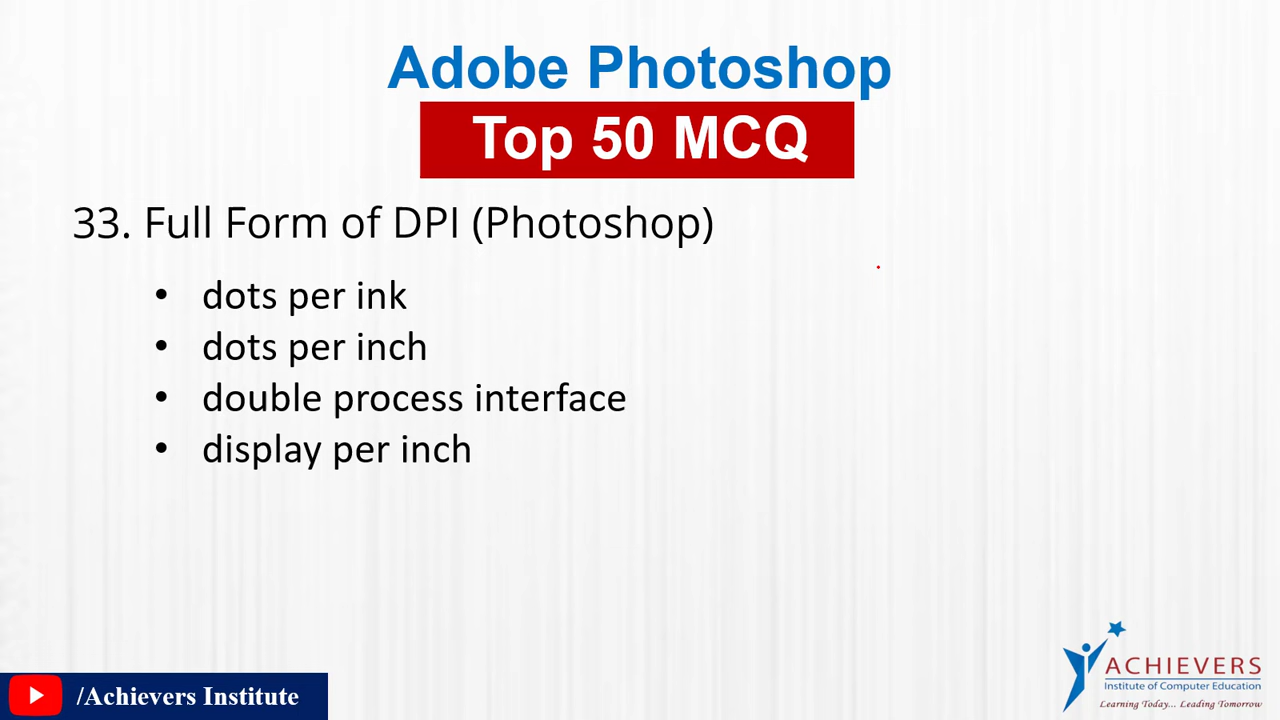 Adobe Photoshop
Top 50 MCQ
33. Full Form of DPI (Photoshop)
• dots per ink
• dots per inch
• double process interface
• display per inch
/Achievers Institute
ACHIEVERS
Institute of Computer Education
Learning Today... Leading Tomorrow